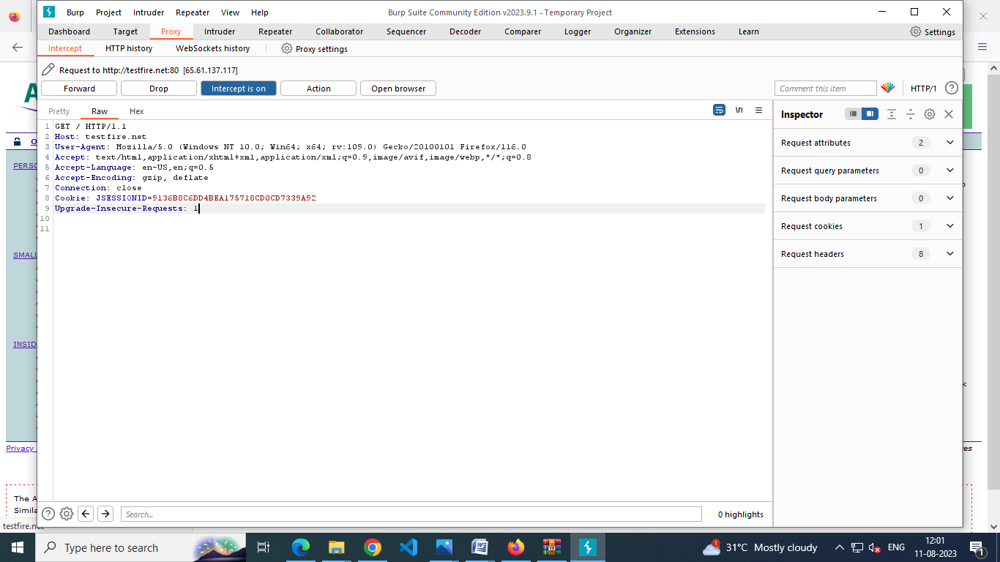 Burp Project Intruder Repeater View Help Burp Suite Community Edition v2023.9.1 - Temporary Project
Dashboard Target Proxy Intruder Repeater Collaborator Sequencer Decoder Comparer Logger Organizer Extensions Learn Settings
Intercept HTTP history WebSockets history Proxy settings
Request to http://testfire.net:80 [65.61.137.117]
Forward Drop Intercept is on Action Open browser Comment this item HTTP/1
Pretty Raw Hex \n Inspector
1 GET / HTTP/1.1
2 Host: testfire.net
3 User-Agent: Mozilla/5.0 (Windows NT 10.0; Win64; x64; rv:109.0) Gecko/20100101 Firefox/116.0
4 Accept: text/html,application/xhtml+xml,application/xml;q=0.9,image/avif,image/webp,*/*;q=0.8
5 Accept-Language: en-US,en;q=0.5
6 Accept-Encoding: gzip, deflate
7 Connection: close
8 Cookie: JSESSIONID=9136B8C6DD4BEA175718CD0CD7339A92
9 Upgrade-Insecure-Requests: 1
10
11
Request attributes 2
Request query parameters 0
Request body parameters 0
Request cookies 1
Request headers 8
PERSO
SMALL
INSID
Privacy
The A
Simila
testfire.net
Search... 0 highlights
Type here to search 31°C Mostly cloudy ENG 12:01
11-08-2023
1
1